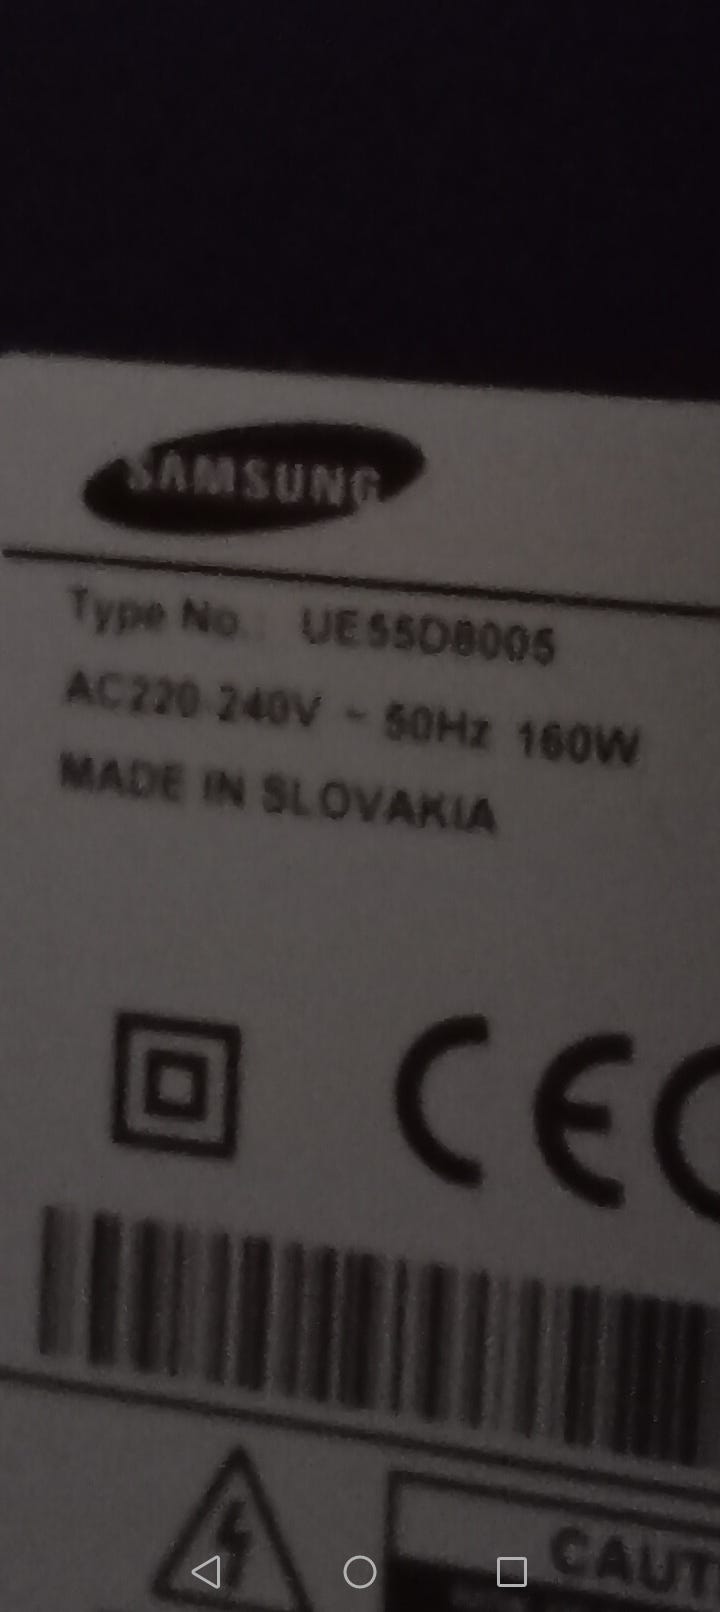 SAMSUNG
Type No.: UE55D8005
AC220-240V ~ 50Hz 160W
MADE IN SLOVAKIA
CE
CAUT